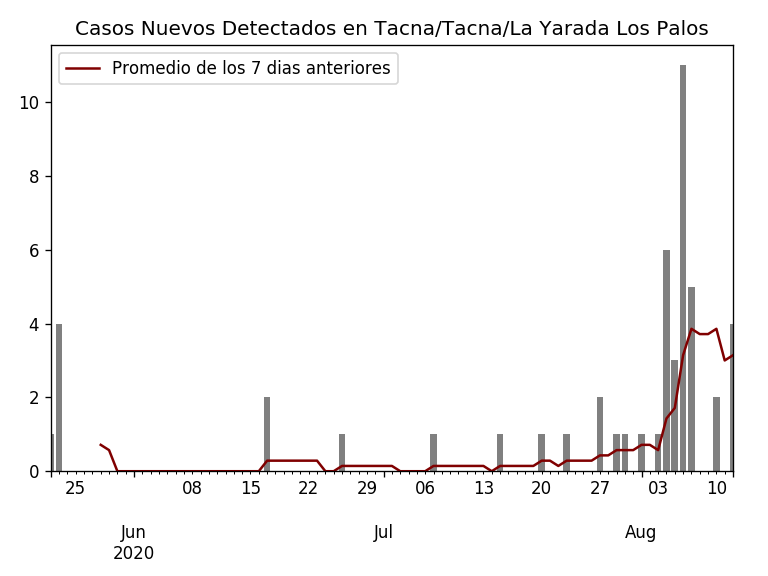 Casos Nuevos Detectados en Tacna/Tacna/La Yarada Los Palos
Promedio de los 7 dias anteriores
10
8
6
4
2
0
25 08 15 22 29 06 13 20 27 03 10
Jun Jul Aug
2020